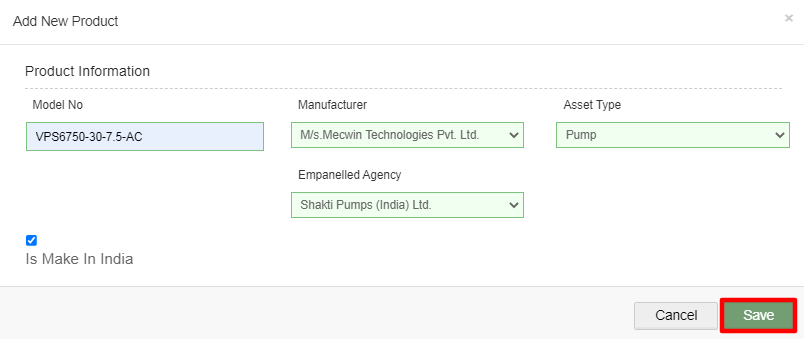 Add New Product
×
Product Information
Model No
Manufacturer
Asset Type
VPS6750-30-7.5-AC
M/s.Mecwin Technologies Pvt. Ltd.
Pump
Empanelled Agency
Shakti Pumps (India) Ltd.
Is Make In India
Cancel
Save